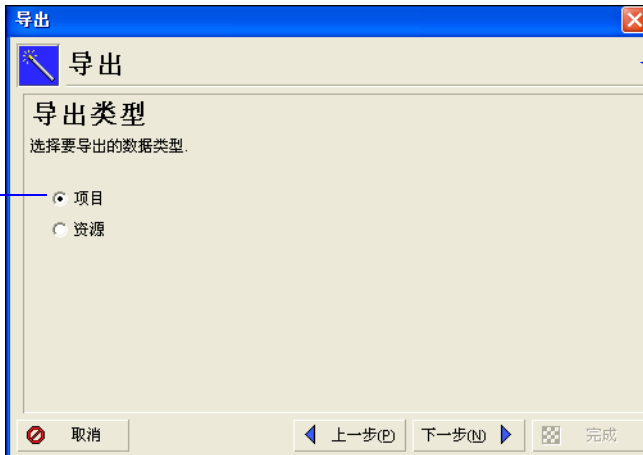 导出
导出
导出类型
选择要导出的数据类型.
项目
资源
取消
上一步(P)
下一步(N)
完成